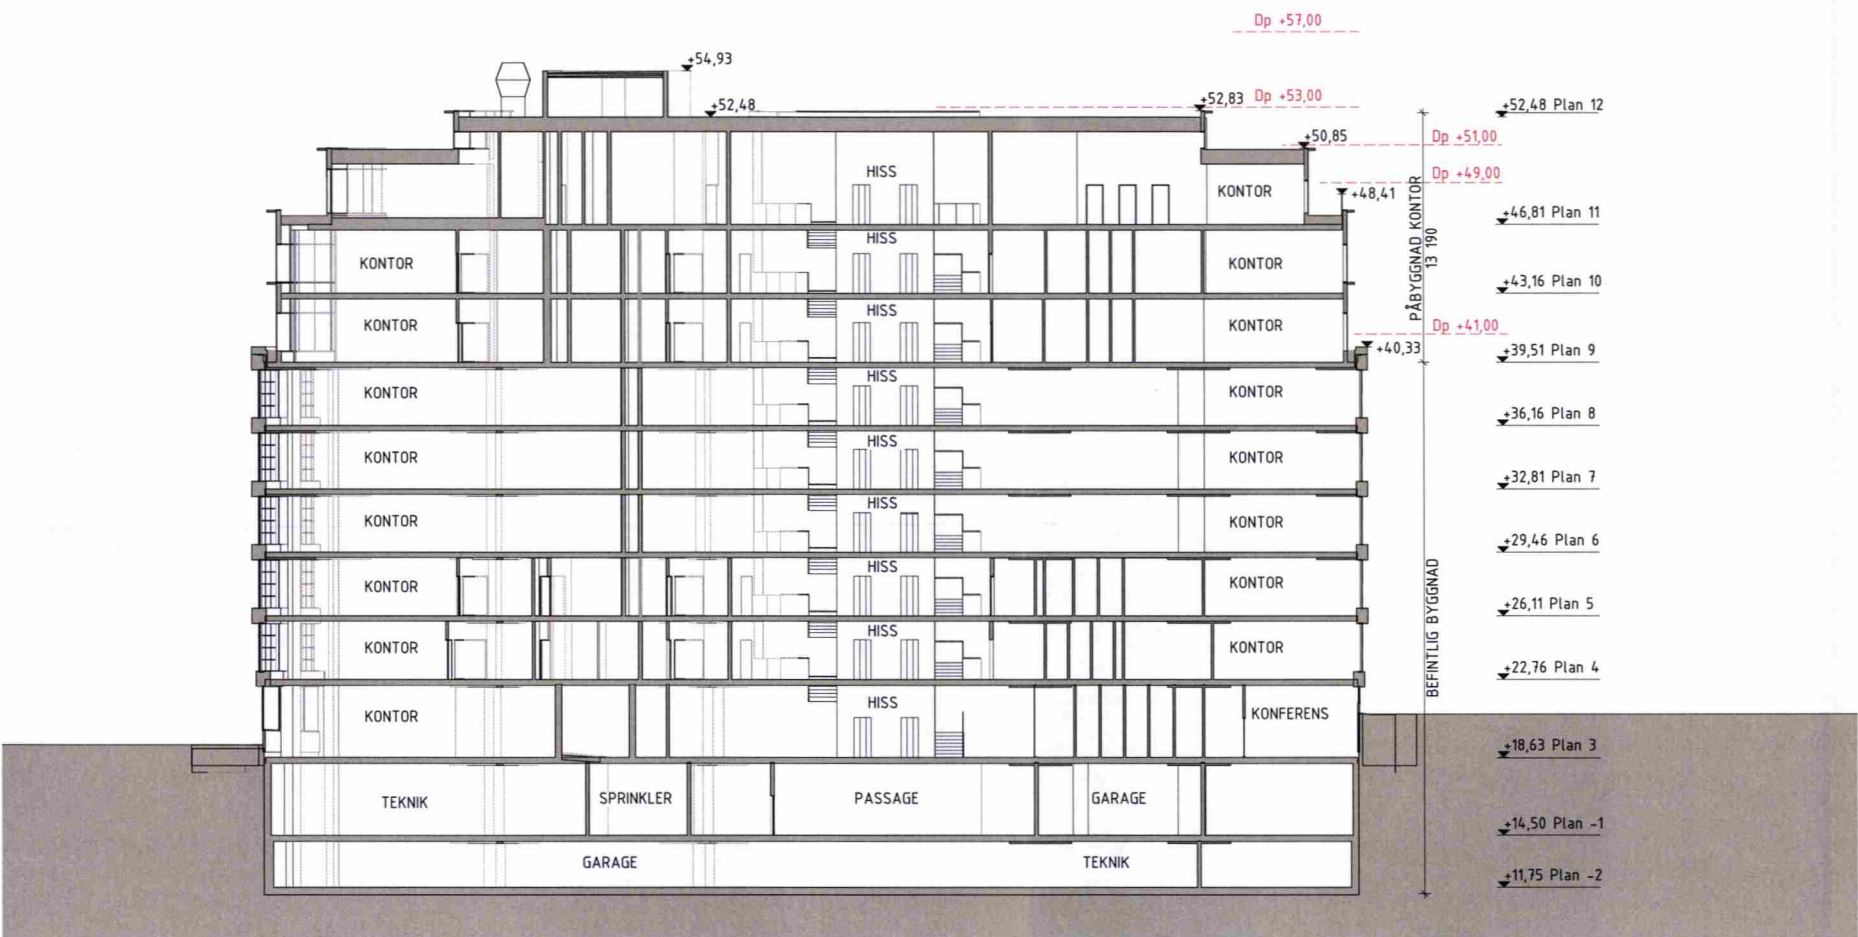 Dp +57,00
+54,93
+52,48
+52,83 Dp +53,00
+52,48 Plan 12
+50,85
Dp +51,00
HISS
KONTOR
Dp +49,00
+48,41
+46,81 Plan 11
PÅBYGGNAD KONTOR
13 190
KONTOR
HISS
KONTOR
+43,16 Plan 10
KONTOR
HISS
KONTOR
Dp +41,00
+40,33
+39,51 Plan 9
KONTOR
HISS
KONTOR
+36,16 Plan 8
KONTOR
HISS
KONTOR
+32,81 Plan 7
KONTOR
HISS
KONTOR
+29,46 Plan 6
KONTOR
HISS
KONTOR
BEFINTLIG BYGGNAD
+26,11 Plan 5
KONTOR
HISS
KONTOR
+22,76 Plan 4
KONTOR
HISS
KONFERENS
+18,63 Plan 3
TEKNIK
SPRINKLER
PASSAGE
GARAGE
+14,50 Plan -1
GARAGE
TEKNIK
+11,75 Plan -2